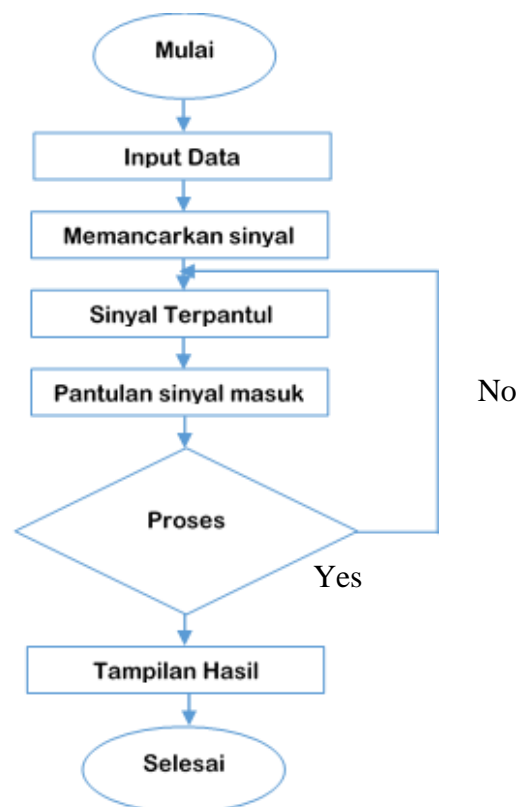 Mulai
Input Data
Memancarkan sinyal
Sinyal Terpantul
Pantulan sinyal masuk
No
Proses
Yes
Tampilan Hasil
Selesai